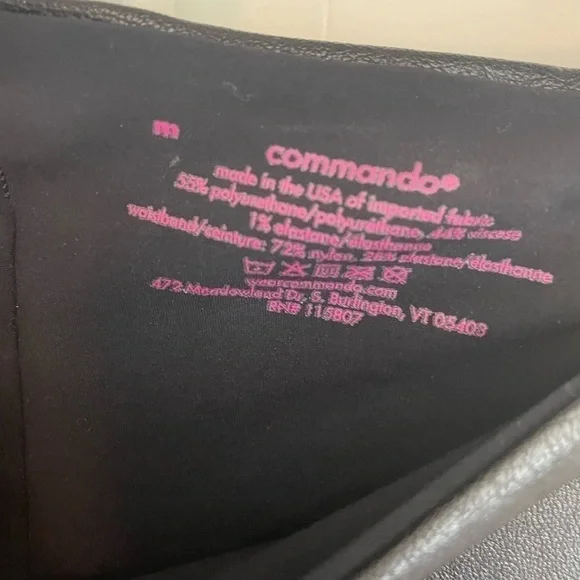 m
commando®
made in the USA of imported fabric
55% polyurethane/polyuréthane, 44% viscose
1% elastane/élasthanne
waistband/ceinture: 72% nylon, 28% elastane/élasthanne
wearcommando.com
472 Meadowland Dr, S. Burlington, VT 05403
RN# 115807